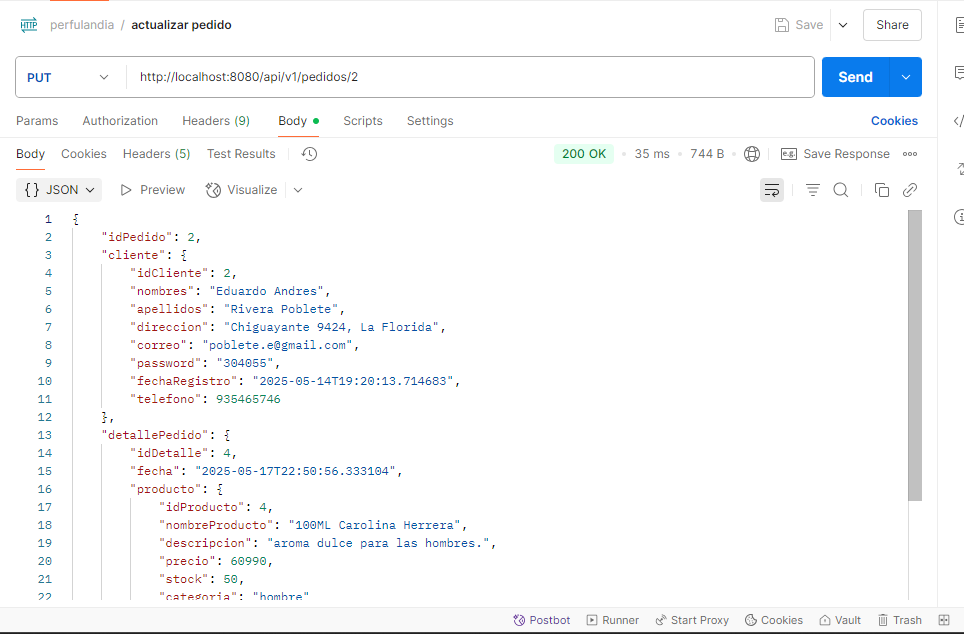 HTTP perfulandia / actualizar pedido Save Share
PUT http://localhost:8080/api/v1/pedidos/2 Send
Params Authorization Headers (9) Body Scripts Settings Cookies
Body Cookies Headers (5) Test Results 200 OK 35 ms 744 B e.g. Save Response
{} JSON Preview Visualize
1 {
2 "idPedido": 2,
3 "cliente": {
4 "idCliente": 2,
5 "nombres": "Eduardo Andres",
6 "apellidos": "Rivera Poblete",
7 "direccion": "Chiguayante 9424, La Florida",
8 "correo": "poblete.e@gmail.com",
9 "password": "304055",
10 "fechaRegistro": "2025-05-14T19:20:13.714683",
11 "telefono": 935465746
12 },
13 "detallePedido": {
14 "idDetalle": 4,
15 "fecha": "2025-05-17T22:50:56.333104",
16 "producto": {
17 "idProducto": 4,
18 "nombreProducto": "100ML Carolina Herrera",
19 "descripcion": "aroma dulce para las hombres.",
20 "precio": 60990,
21 "stock": 50,
22 "categoria": "hombre"
Postbot Runner Start Proxy Cookies Vault Trash